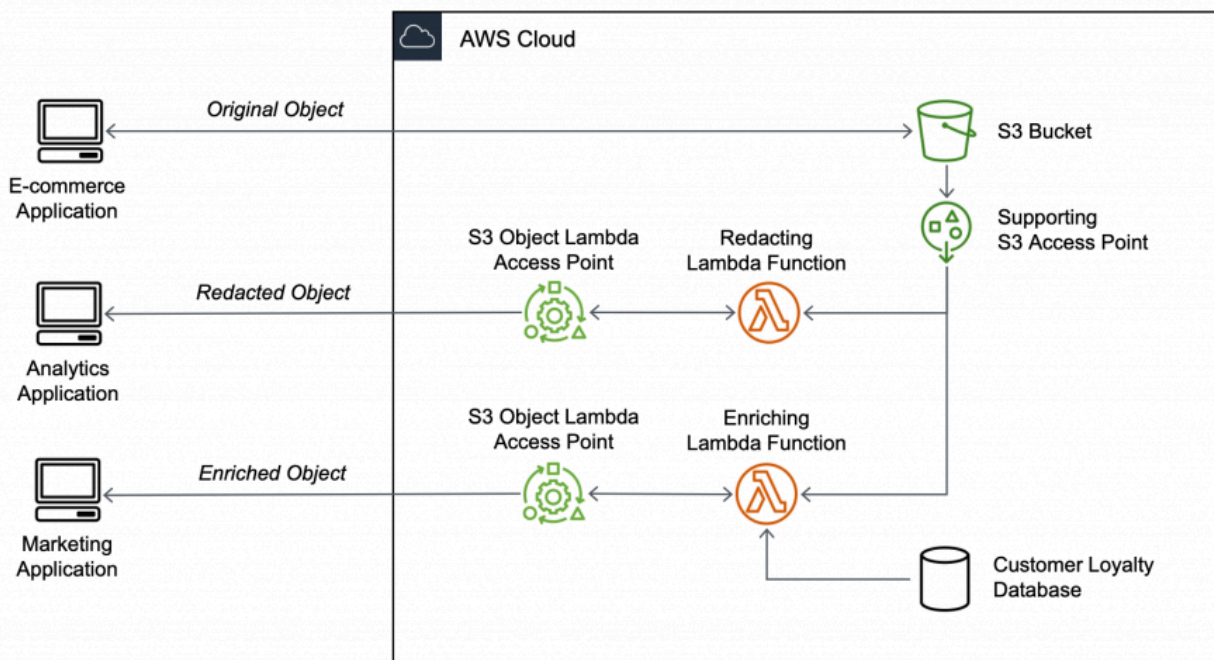 AWS Cloud
Original Object
S3 Bucket
E-commerce
Application
Supporting
S3 Access Point
S3 Object Lambda
Access Point
Redacting
Lambda Function
Redacted Object
Analytics
Application
S3 Object Lambda
Access Point
Enriching
Lambda Function
Enriched Object
Marketing
Application
Customer Loyalty
Database